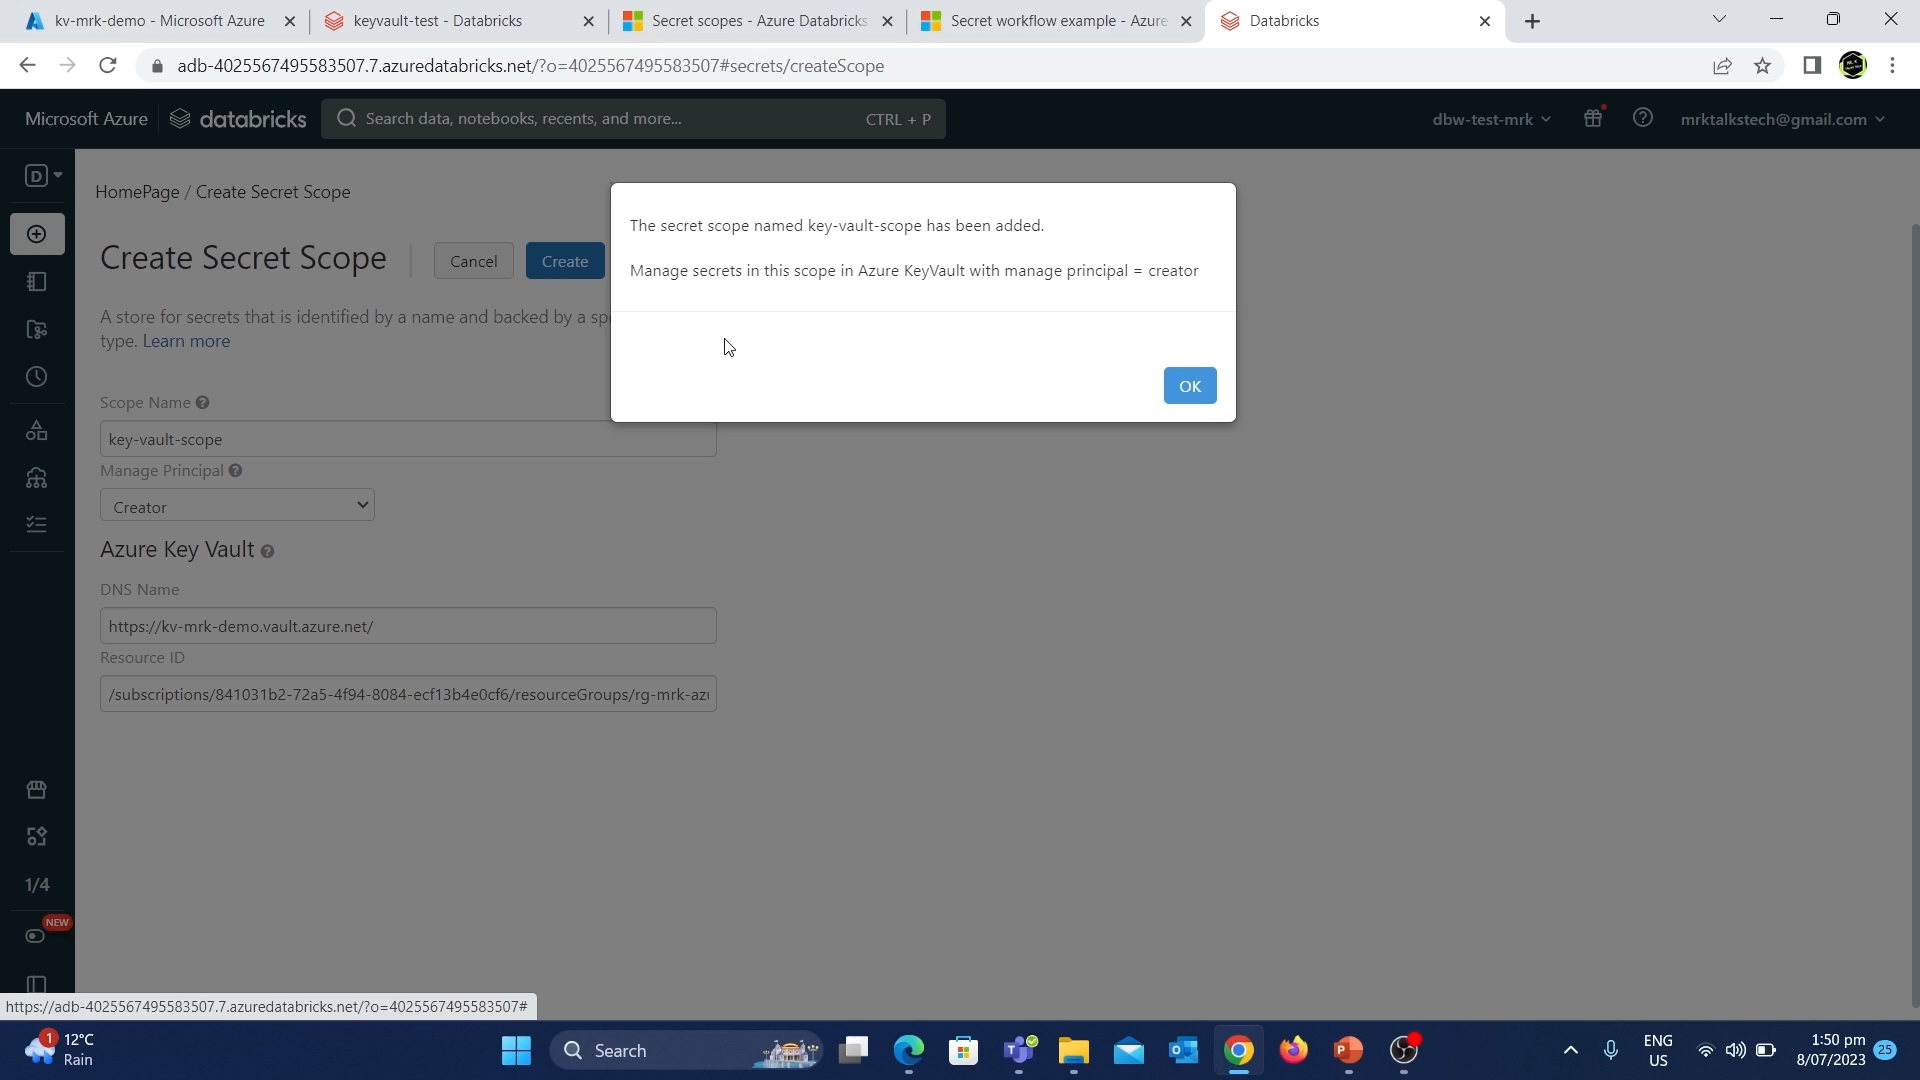 kv-mrk-demo - Microsoft Azure
keyvault-test - Databricks
Secret scopes - Azure Databricks
Secret workflow example - Azure
Databricks
adb-4025567495583507.7.azuredatabricks.net/?o=4025567495583507#secrets/createScope
Microsoft Azure
databricks
Search data, notebooks, recents, and more...
CTRL + P
dbw-test-mrk
mrktalkstech@gmail.com
D
HomePage / Create Secret Scope
The secret scope named key-vault-scope has been added.
Create Secret Scope
Cancel
Create
Manage secrets in this scope in Azure KeyVault with manage principal = creator
A store for secrets that is identified by a name and backed by a sp
type. Learn more
OK
Scope Name
key-vault-scope
Manage Principal
Creator
Azure Key Vault
DNS Name
https://kv-mrk-demo.vault.azure.net/
Resource ID
/subscriptions/841031b2-72a5-4f94-8084-ecf13b4e0cf6/resourceGroups/rg-mrk-az
1/4
NEW
https://adb-4025567495583507.7.azuredatabricks.net/?o=4025567495583507#
1
12°C
Rain
Search
ENG
US
1:50 pm
8/07/2023
25